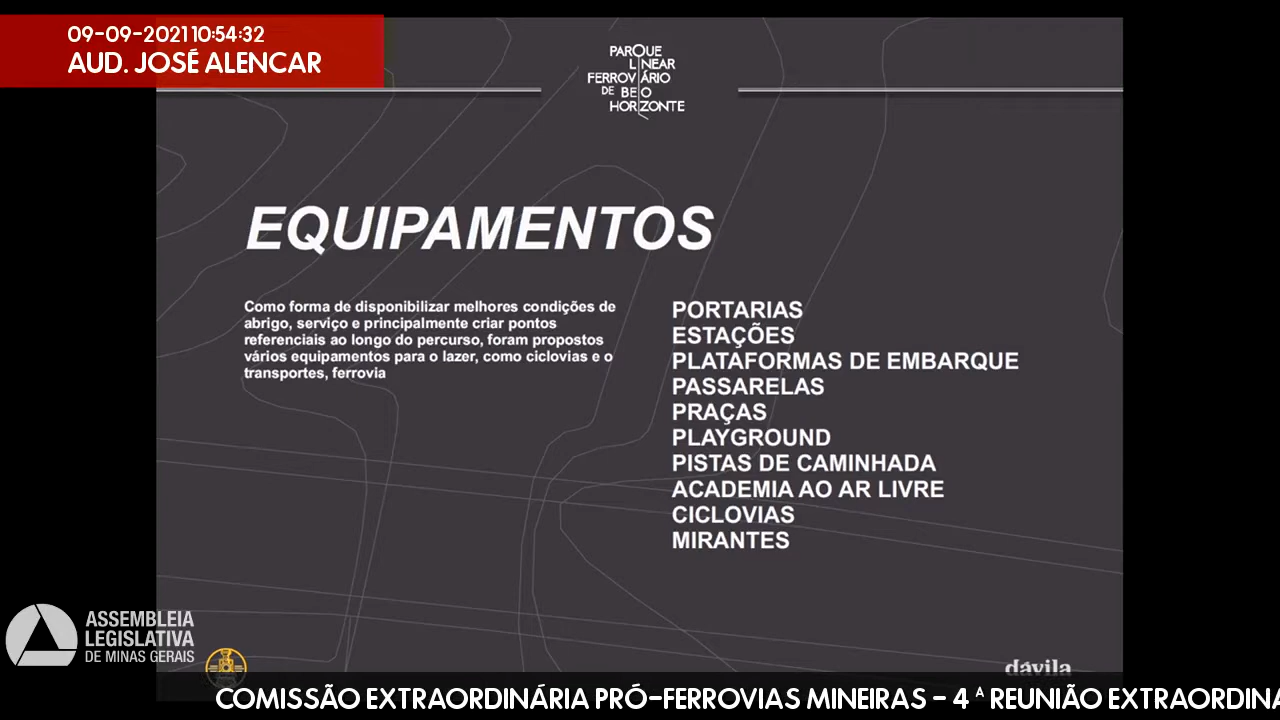 09-09-2021 10:54:32
AUD. JOSÉ ALENCAR
PARQUE
LINEAR
FERROVIÁRIO
DE BELO
HORIZONTE
EQUIPAMENTOS
Como forma de disponibilizar melhores condições de
abrigo, serviço e principalmente criar pontos
referenciais ao longo do percurso, foram propostos
vários equipamentos para o lazer, como ciclovias e o
transportes, ferrovia
PORTARIAS
ESTAÇÕES
PLATAFORMAS DE EMBARQUE
PASSARELAS
PRAÇAS
PLAYGROUND
PISTAS DE CAMINHADA
ACADEMIA AO AR LIVRE
CICLOVIAS
MIRANTES
ASSEMBLEIA
LEGISLATIVA
DE MINAS GERAIS
dávila
COMISSÃO EXTRAORDINÁRIA PRÓ-FERROVIAS MINEIRAS - 4 ª REUNIÃO EXTRAORDINA